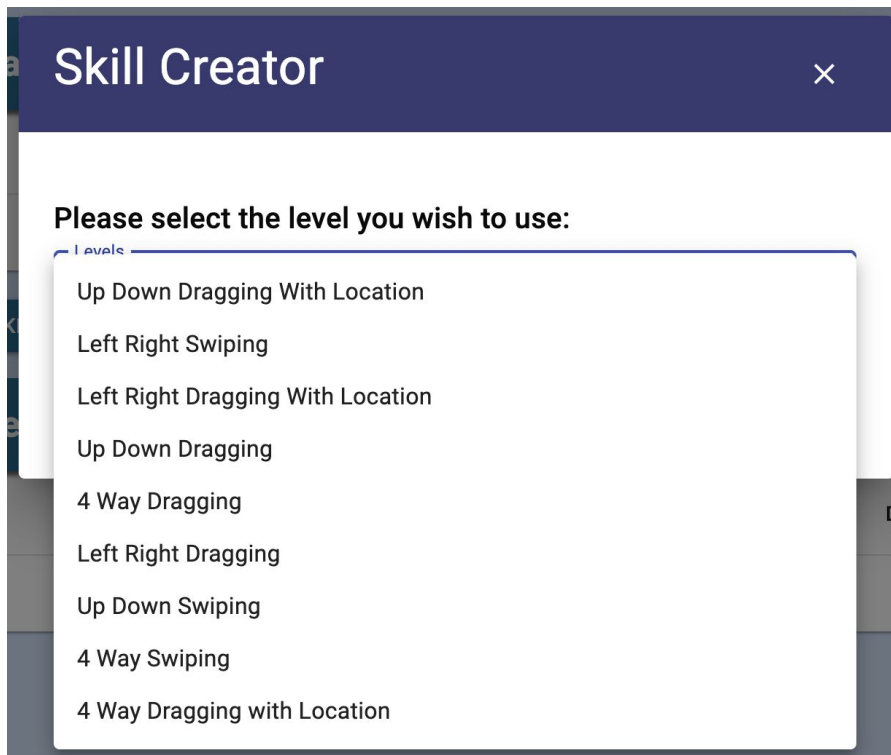 Skill Creator
Please select the level you wish to use:
Levels
Up Down Dragging With Location
Left Right Swiping
Left Right Dragging With Location
Up Down Dragging
4 Way Dragging
Left Right Dragging
Up Down Swiping
4 Way Swiping
4 Way Dragging with Location